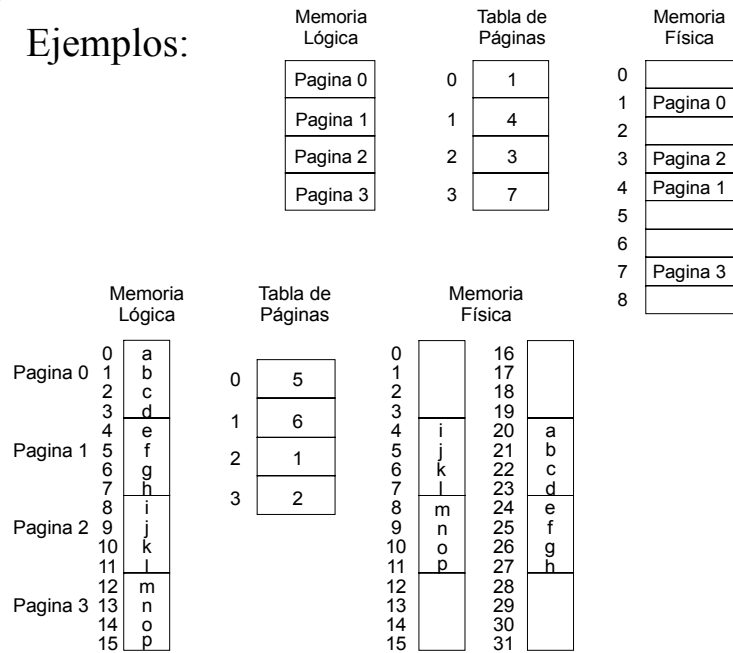 Ejemplos:
Memoria Lógica
Pagina 0
Pagina 1
Pagina 2
Pagina 3
Tabla de Páginas
0 1
1 4
2 3
3 7
Memoria Física
0
1 Pagina 0
2
3 Pagina 2
4 Pagina 1
5
6
7 Pagina 3
8
Memoria Lógica
Pagina 0
0 a
1 b
2 c
3 d
Pagina 1
4 e
5 f
6 g
7 h
Pagina 2
8 i
9 j
10 k
11 l
Pagina 3
12 m
13 n
14 o
15 p
Tabla de Páginas
0 5
1 6
2 1
3 2
Memoria Física
0
1
2
3
4 i
5 j
6 k
7 l
8 m
9 n
10 o
11 p
12
13
14
15
16
17
18
19
20 a
21 b
22 c
23 d
24 e
25 f
26 g
27 h
28
29
30
31